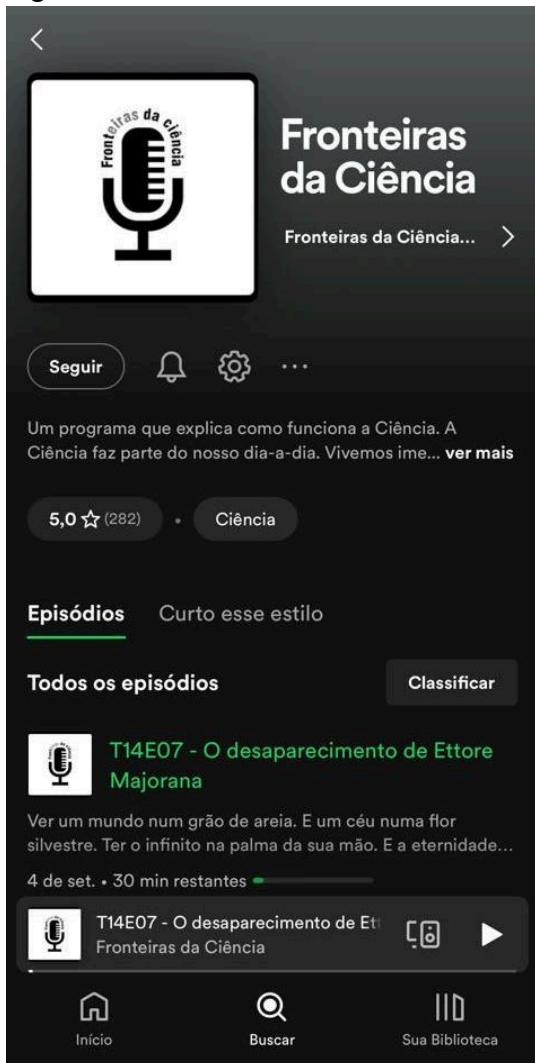 Fronteiras da ciência
Fronteiras
da Ciência
Fronteiras da Ciência...
Seguir
Um programa que explica como funciona a Ciência. A
Ciência faz parte do nosso dia-a-dia. Vivemos ime... ver mais
5,0 (282) • Ciência
Episódios Curto esse estilo
Todos os episódios Classificar
T14E07 - O desaparecimento de Ettore
Majorana
Ver um mundo num grão de areia. E um céu numa flor
silvestre. Ter o infinito na palma da sua mão. E a eternidade...
4 de set. • 30 min restantes
T14E07 - O desaparecimento de Ett
Fronteiras da Ciência
Início Buscar Sua Biblioteca